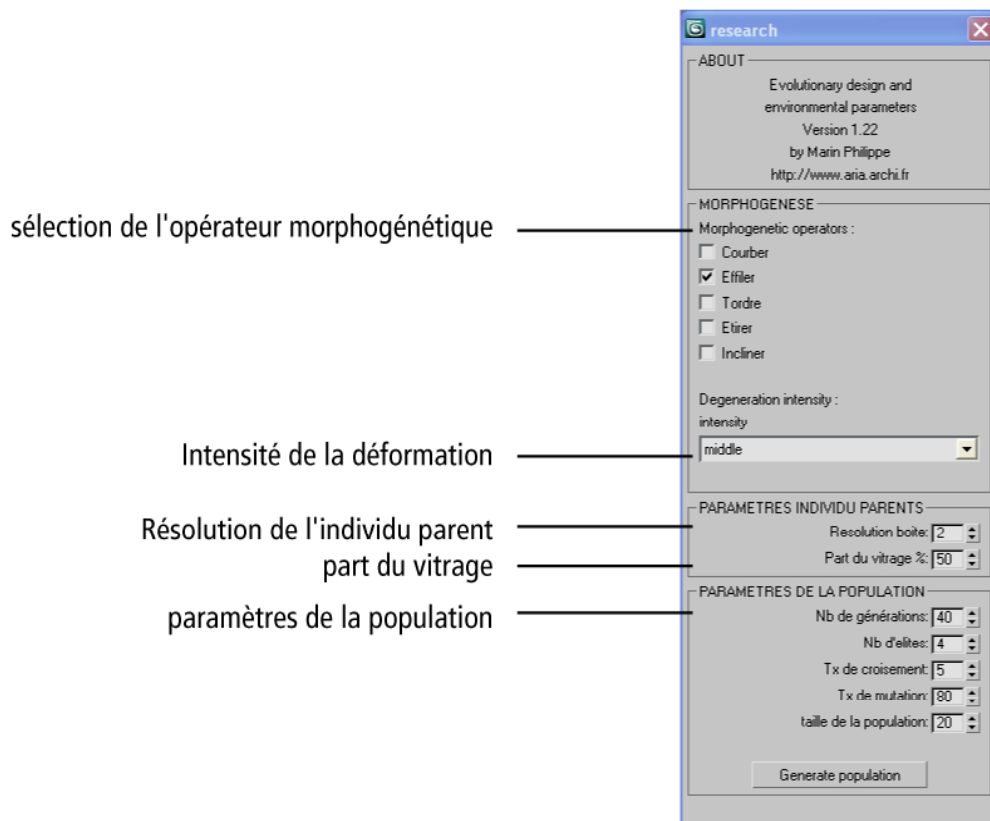 research
ABOUT
Evolutionary design and
environmental parameters
Version 1.22
by Marin Philippe
http://www.aria.archi.fr
sélection de l'opérateur morphogénétique
MORPHOGENESE
Morphogenetic operators :
Courber
Effiler
Tordre
Etirer
Incliner
Degeneration intensity :
intensity
Intensité de la déformation
middle
PARAMETRES INDIVIDU PARENTS
Résolution de l'individu parent
Resolution boite: 2
part du vitrage
Part du vitrage %: 50
PARAMETRES DE LA POPULATION
paramètres de la population
Nb de générations: 40
Nb d'elites: 4
Tx de croisement: 5
Tx de mutation: 80
taille de la population: 20
Generate population